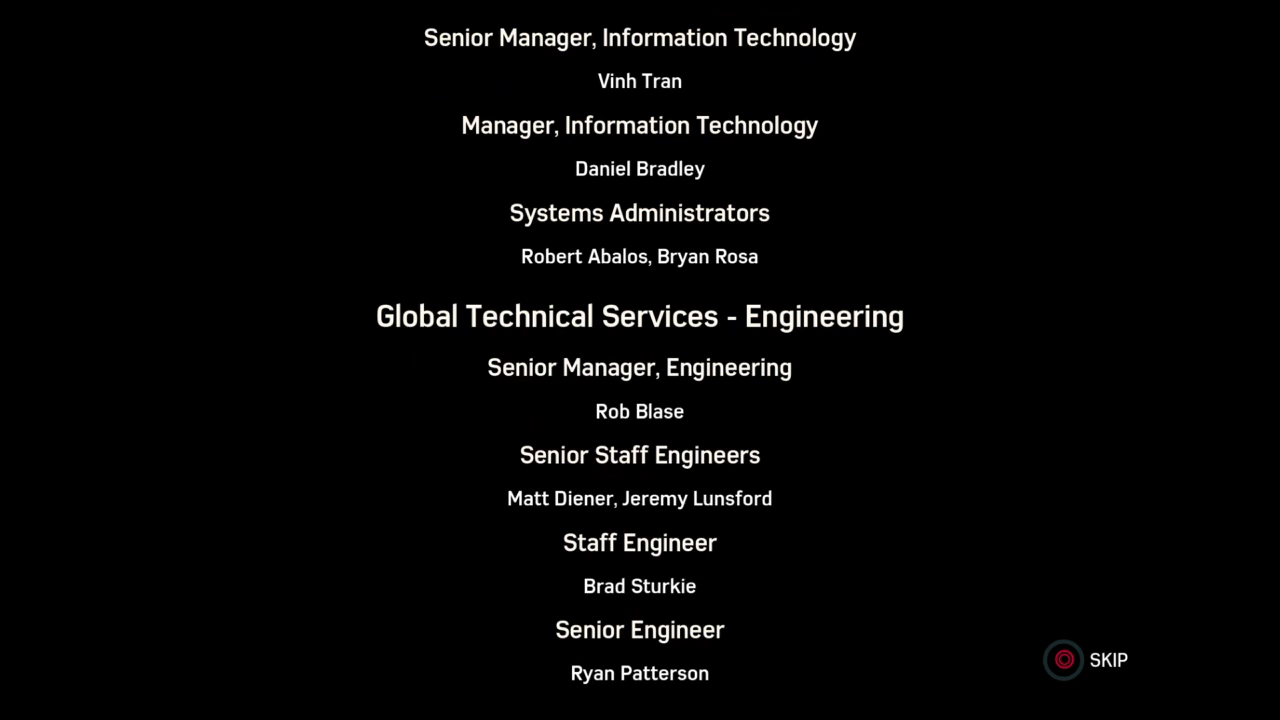 Senior Manager, Information Technology
Vinh Tran
Manager, Information Technology
Daniel Bradley
Systems Administrators
Robert Abalos, Bryan Rosa
Global Technical Services - Engineering
Senior Manager, Engineering
Rob Blase
Senior Staff Engineers
Matt Diener, Jeremy Lunsford
Staff Engineer
Brad Sturkie
Senior Engineer
SKIP
Ryan Patterson